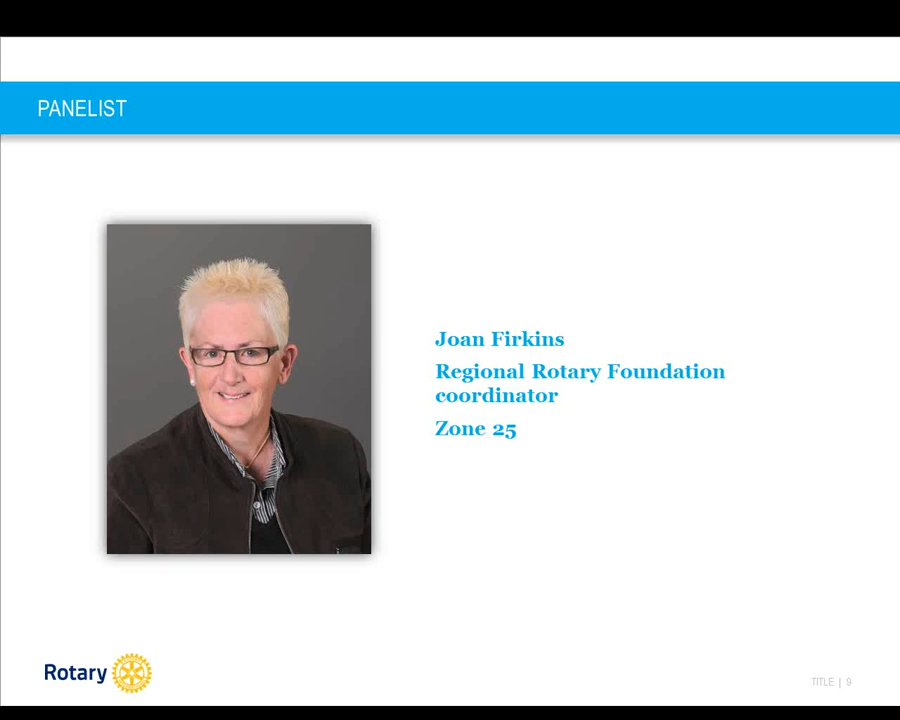 PANELIST
Joan Firkins
Regional Rotary Foundation
coordinator
Zone 25
Rotary
TITLE | 9